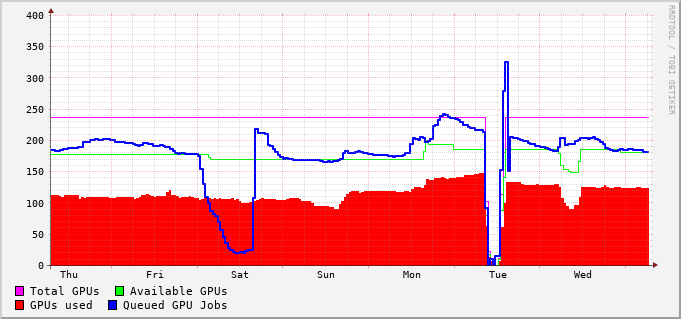 400
350
300
250
200
150
100
50
0
Thu Fri Sat Sun Mon Tue Wed
Total GPUs Available GPUs
GPUs used Queued GPU Jobs
RRDTOOL / TOBI OETIKER